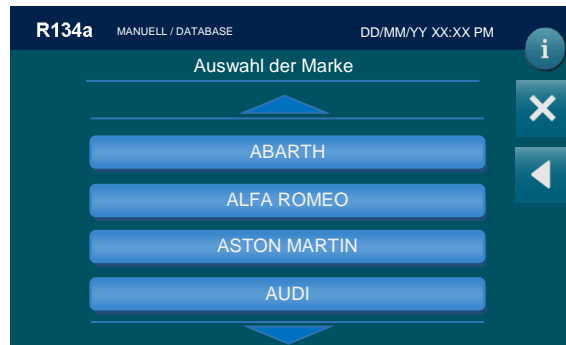 R134a MANUELL / DATABASE DD/MM/YY XX:XX PM
i
Auswahl der Marke
ABARTH
ALFA ROMEO
ASTON MARTIN
AUDI